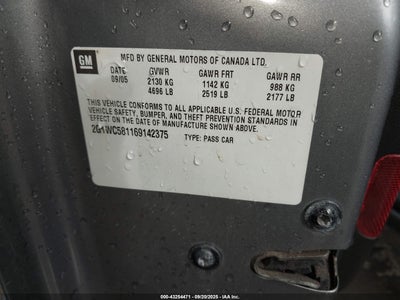 GM
MFD BY GENERAL MOTORS OF CANADA LTD.
DATE GVWR GAWR FRT GAWR RR
09/05 2130 KG 1142 KG 988 KG
4696 LB 2519 LB 2177 LB
THIS VEHICLE CONFORMS TO ALL APPLICABLE U.S. FEDERAL MOTOR
VEHICLE SAFETY, BUMPER, AND THEFT PREVENTION STANDARDS
IN EFFECT ON THE DATE OF MANUFACTURE SHOWN ABOVE.
2G1WC581169142375 TYPE: PASS CAR
000-43254471 - 09/20/2025 - IAA Inc.